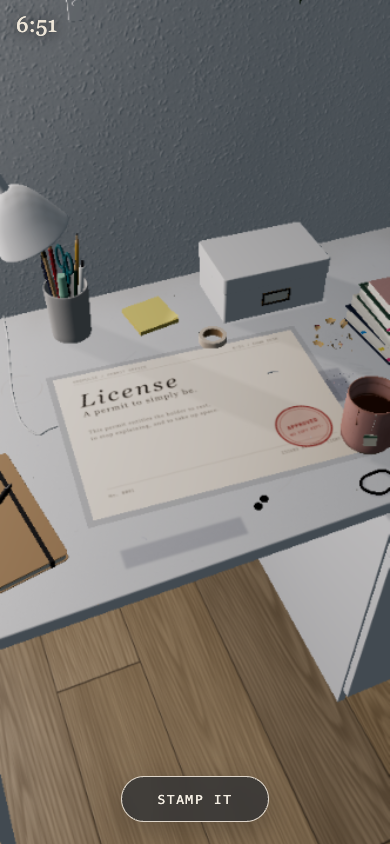 6:51
License
A permit to simply be.
This permit entitles the holder to rest,
to stop explaining, and to take up space.
APPROVED
STAMP IT